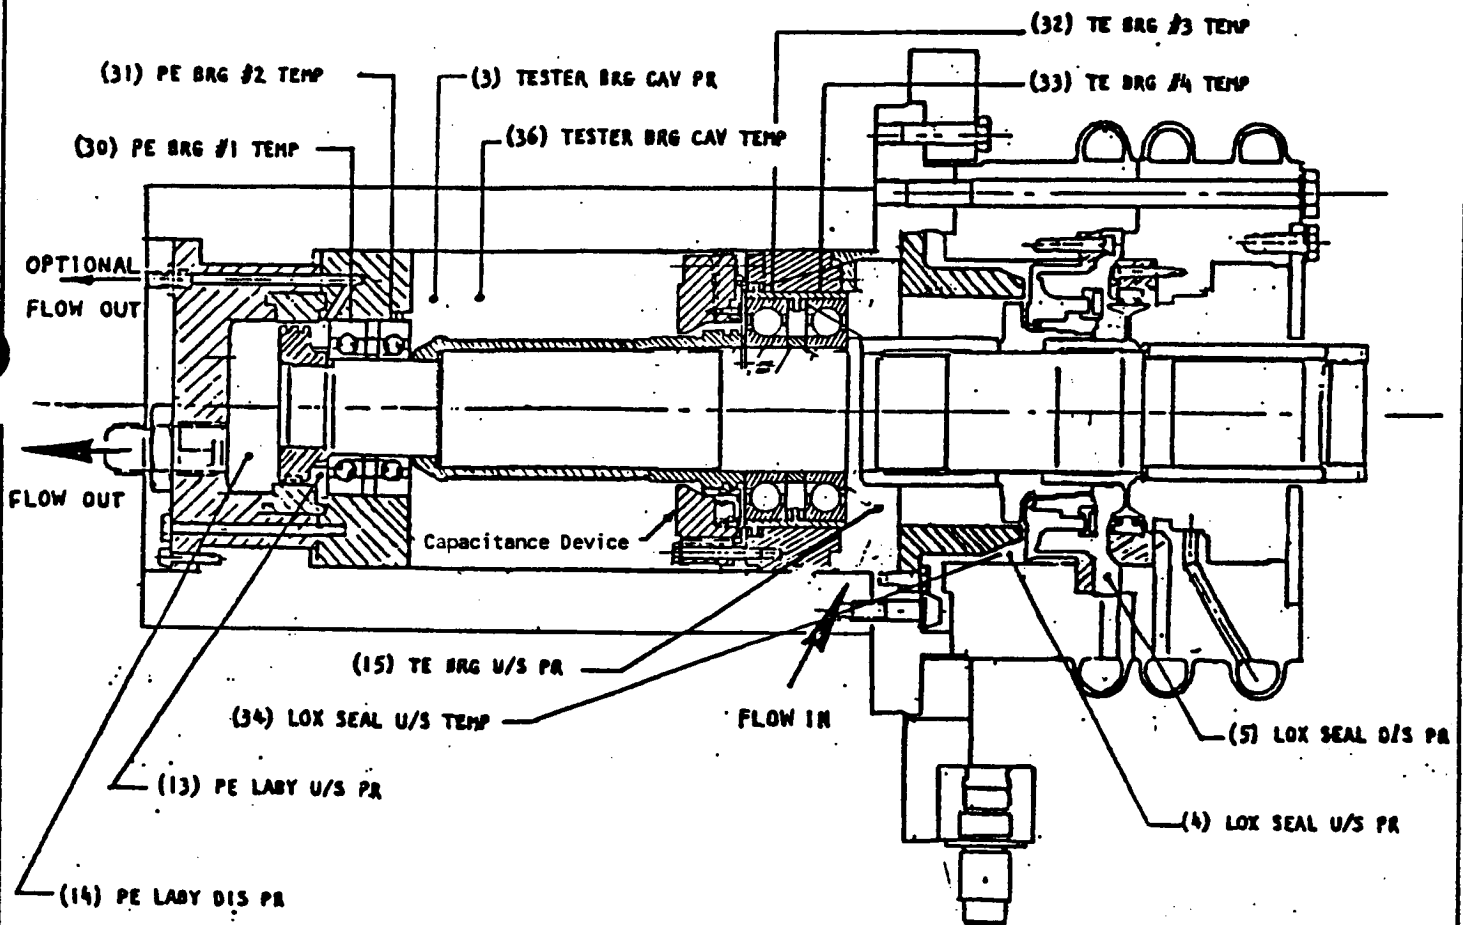 (32) TE BRG #3 TEMP
(31) PE BRG #2 TEMP
(3) TESTER BRG CAV PR
(33) TE BRG #4 TEMP
(30) PE BRG #1 TEMP
(36) TESTER BRG CAV TEMP
OPTIONAL
FLOW OUT
FLOW OUT
Capacitance Device
(15) TE BRG U/S PR
(34) LOX SEAL U/S TEMP
FLOW IN
(5) LOX SEAL D/S PR
(13) PE LABY U/S PR
(4) LOX SEAL U/S PR
(14) PE LABY DIS PR